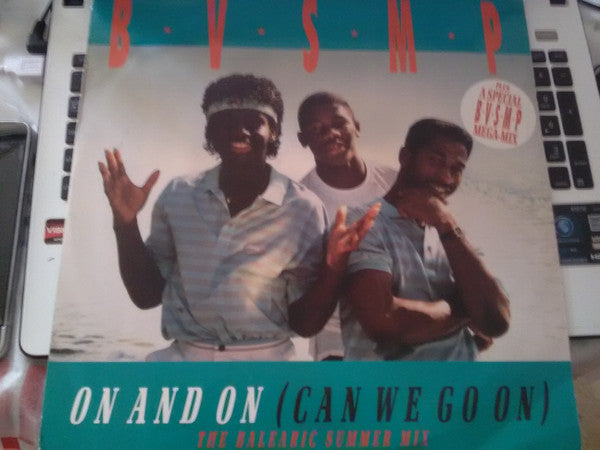 B·V·S·M·P
PLUS
A SPECIAL
B V S M P
MEGA-MIX
ON AND ON (CAN WE GO ON)
THE BALEARIC SUMMER MIX